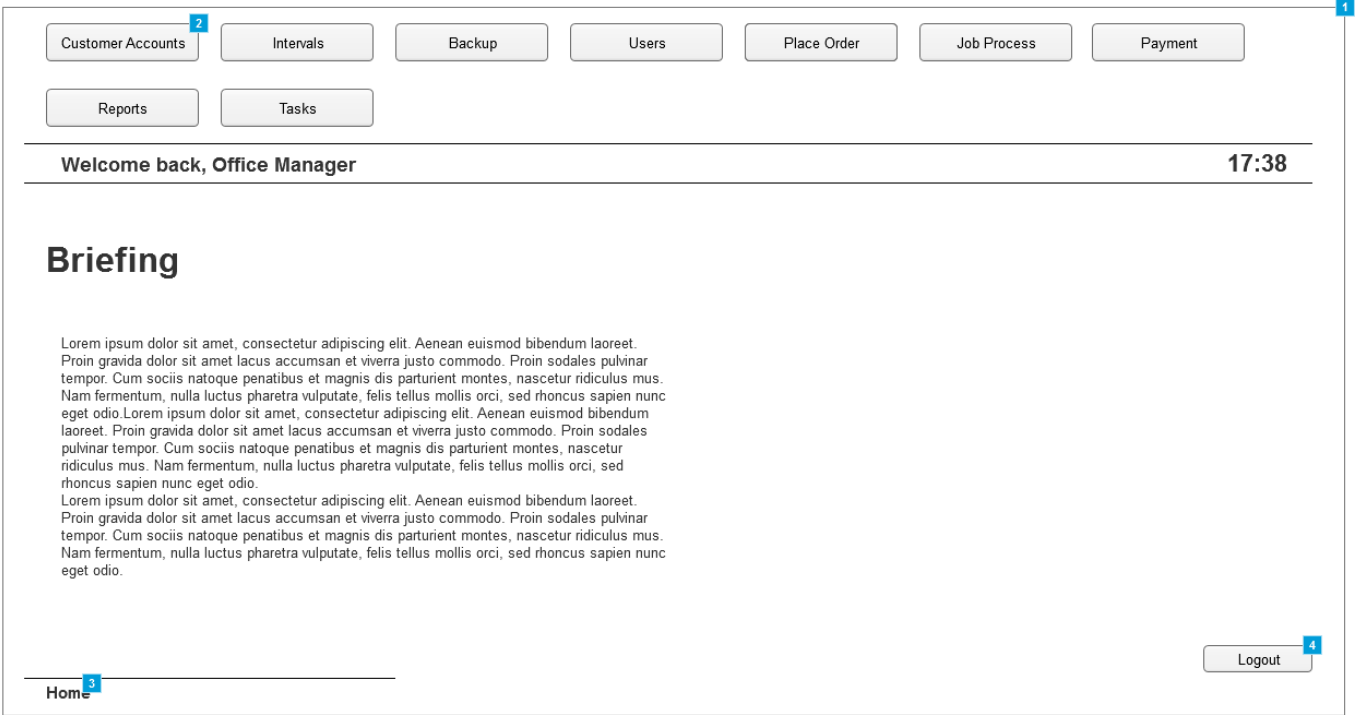 1
2
Customer Accounts Intervals Backup Users Place Order Job Process Payment
Reports Tasks
Welcome back, Office Manager 17:38
Briefing
Lorem ipsum dolor sit amet, consectetur adipiscing elit. Aenean euismod bibendum laoreet.
Proin gravida dolor sit amet lacus accumsan et viverra justo commodo. Proin sodales pulvinar
tempor. Cum sociis natoque penatibus et magnis dis parturient montes, nascetur ridiculus mus.
Nam fermentum, nulla luctus pharetra vulputate, felis tellus mollis orci, sed rhoncus sapien nunc
eget odio.Lorem ipsum dolor sit amet, consectetur adipiscing elit. Aenean euismod bibendum
laoreet. Proin gravida dolor sit amet lacus accumsan et viverra justo commodo. Proin sodales
pulvinar tempor. Cum sociis natoque penatibus et magnis dis parturient montes, nascetur
ridiculus mus. Nam fermentum, nulla luctus pharetra vulputate, felis tellus mollis orci, sed
rhoncus sapien nunc eget odio.
Lorem ipsum dolor sit amet, consectetur adipiscing elit. Aenean euismod bibendum laoreet.
Proin gravida dolor sit amet lacus accumsan et viverra justo commodo. Proin sodales pulvinar
tempor. Cum sociis natoque penatibus et magnis dis parturient montes, nascetur ridiculus mus.
Nam fermentum, nulla luctus pharetra vulputate, felis tellus mollis orci, sed rhoncus sapien nunc
eget odio.
4
Logout
3
Home